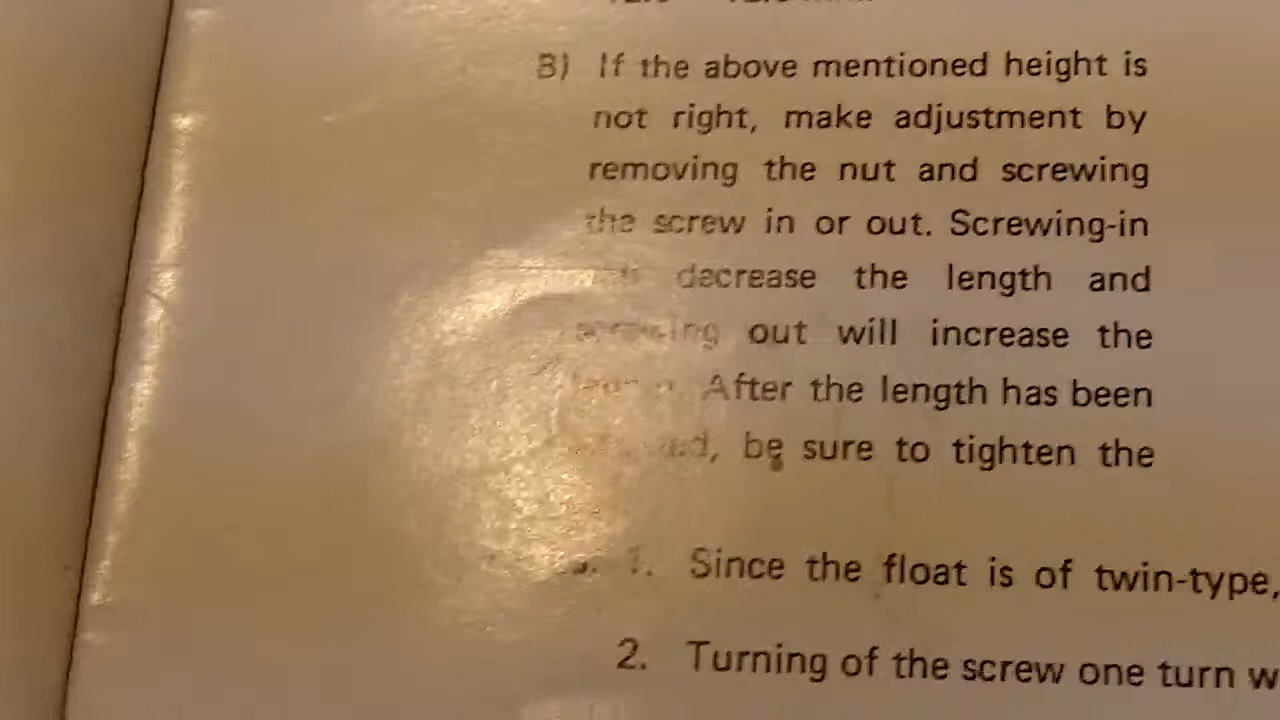 B) If the above mentioned height is
not right, make adjustment by
removing the nut and screwing
the screw in or out. Screwing-in
decrease the length and
screwing out will increase the
After the length has been
be sure to tighten the
1. Since the float is of twin-type,
2. Turning of the screw one turn w